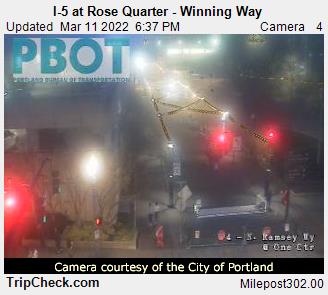 I-5 at Rose Quarter - Winning Way
Updated Mar 11 2022 6:37 PM Camera 4
PBOT
PORTLAND BUREAU OF TRANSPORTATION
4 - N. Ramsey Wy
@ One Ctr
Camera courtesy of the City of Portland
TripCheck.com Milepost302.00